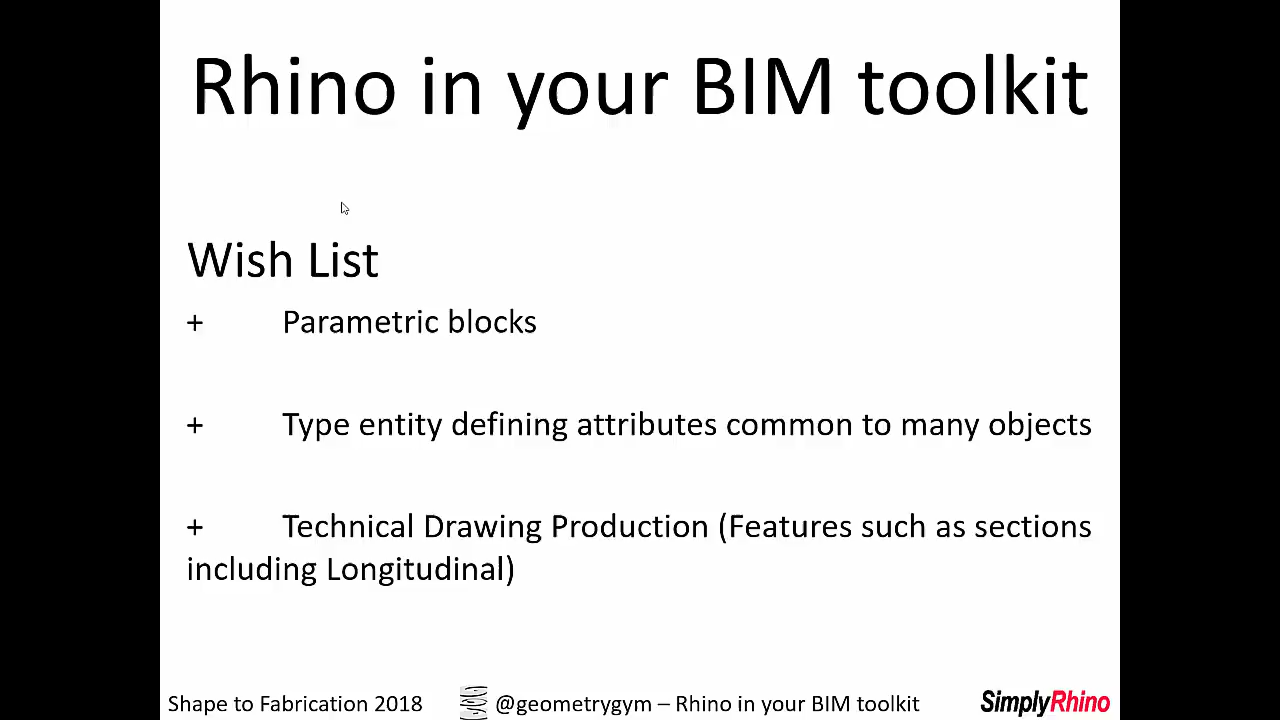 Rhino in your BIM toolkit
Wish List
+ Parametric blocks
+ Type entity defining attributes common to many objects
+ Technical Drawing Production (Features such as sections
including Longitudinal)
Shape to Fabrication 2018 @geometrygym – Rhino in your BIM toolkit SimplyRhino